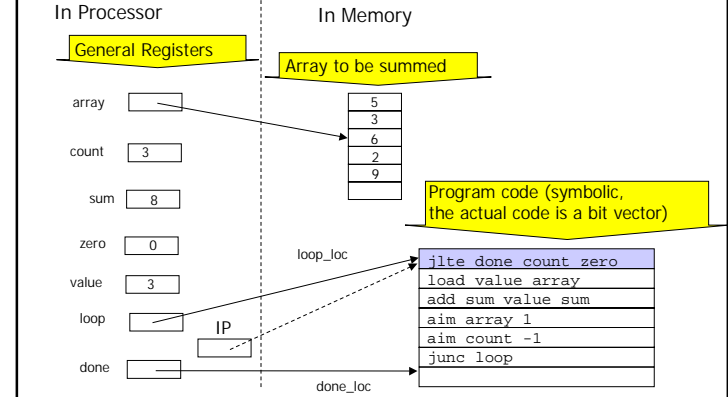 In Processor
In Memory
General Registers
Array to be summed
array
count 3
sum 8
zero 0
value 3
loop
IP
done
5
3
6
2
9
Program code (symbolic,
the actual code is a bit vector)
loop_loc
jlte done count zero
load value array
add sum value sum
aim array 1
aim count -1
junc loop
done_loc